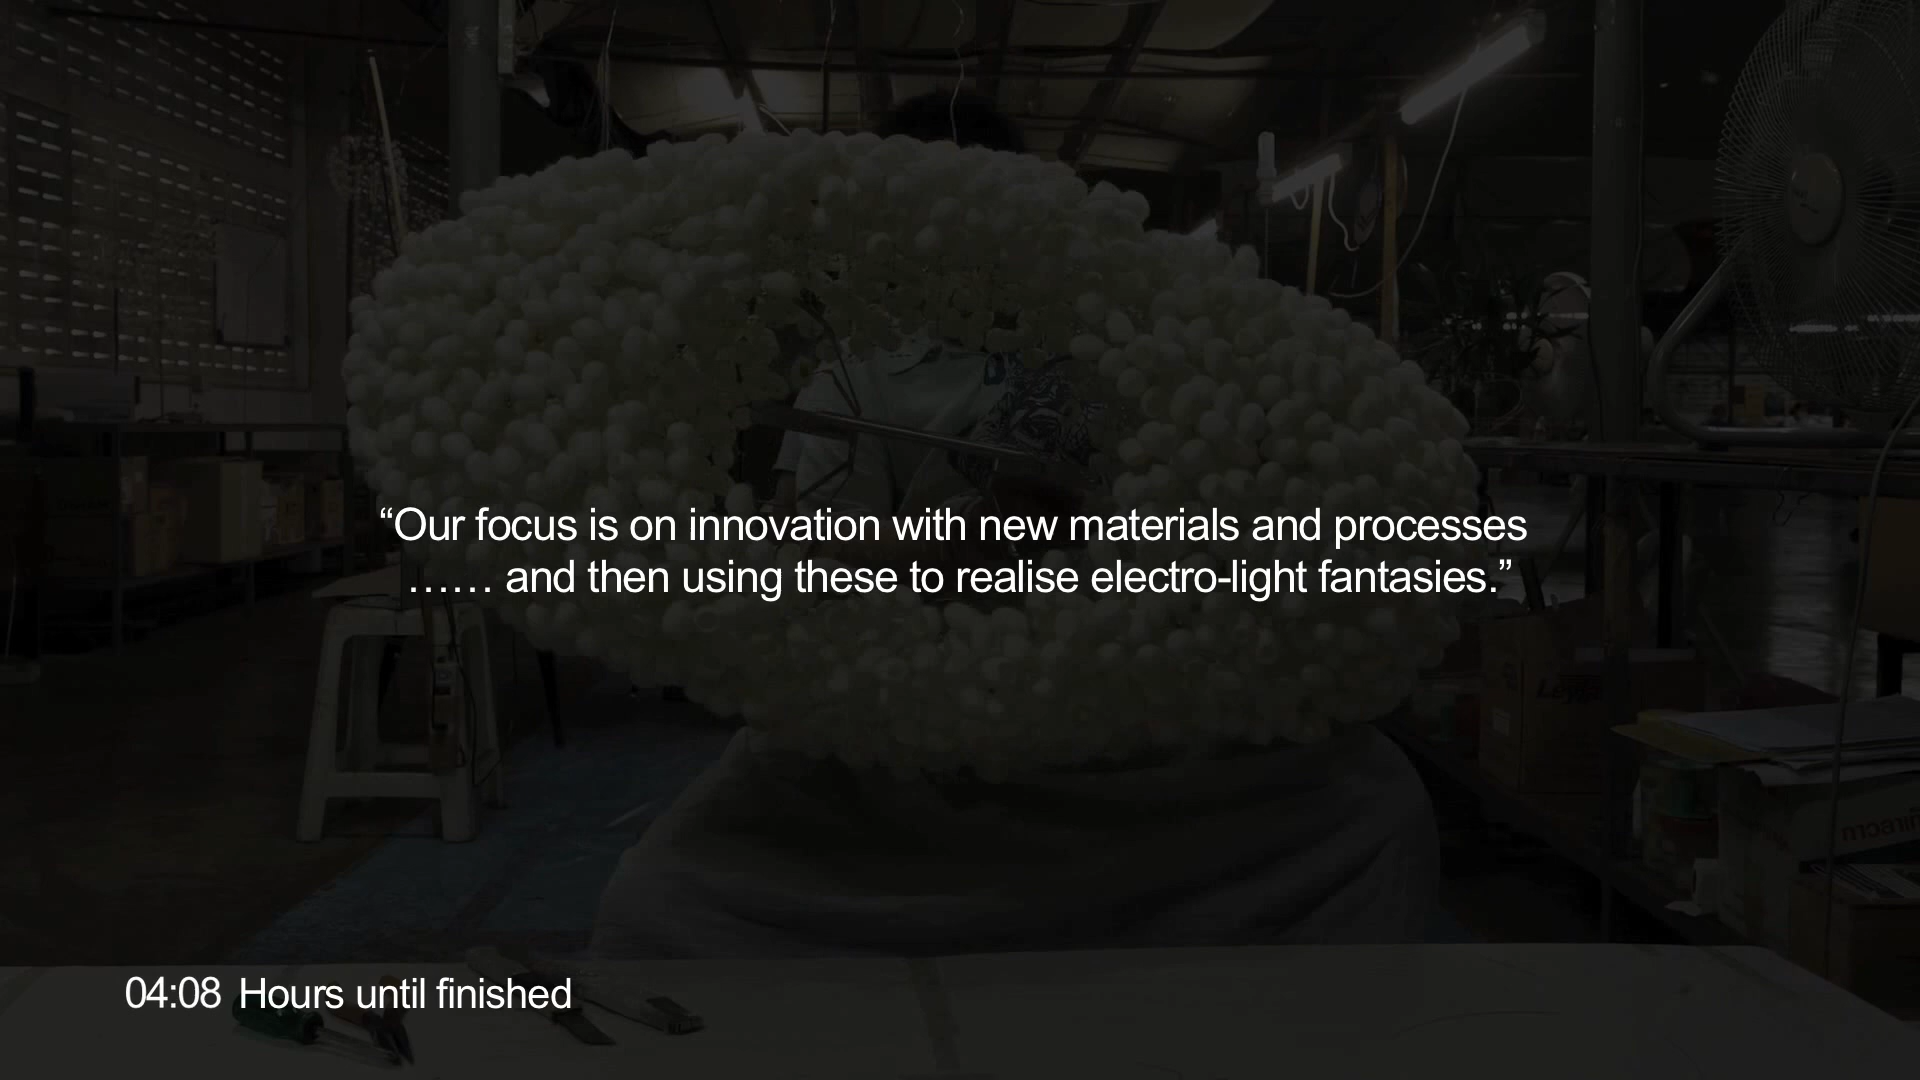 “Our focus is on innovation with new materials and processes
…… and then using these to realise electro-light fantasies.”
04:08 Hours until finished